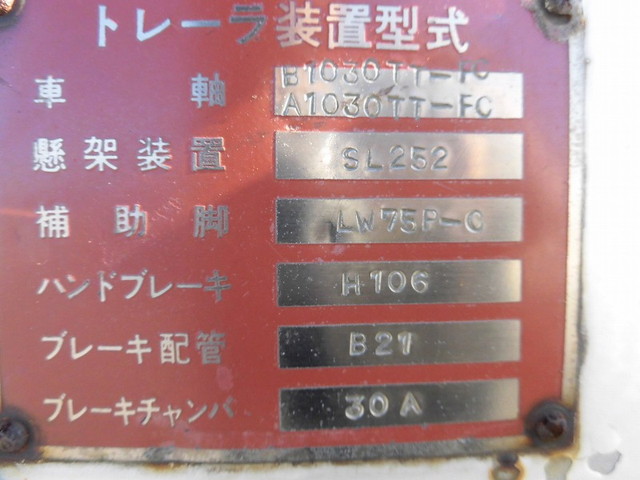 トレーラ装置型式
車軸 B1030TT-FC
A1030TT-FC
懸架装置 SL252
補助脚 LW75P-C
ハンドブレーキ H106
ブレーキ配管 B21
ブレーキチャンバ 30A